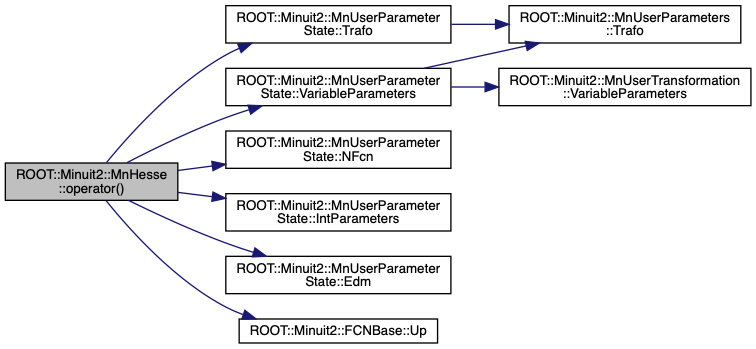 ROOT::Minuit2::MnHesse
::operator()
ROOT::Minuit2::MnUserParameter
State::Trafo
ROOT::Minuit2::MnUserParameters
::Trafo
ROOT::Minuit2::MnUserParameter
State::VariableParameters
ROOT::Minuit2::MnUserTransformation
::VariableParameters
ROOT::Minuit2::MnUserParameter
State::NFcn
ROOT::Minuit2::MnUserParameter
State::IntParameters
ROOT::Minuit2::MnUserParameter
State::Edm
ROOT::Minuit2::FCNBase::Up